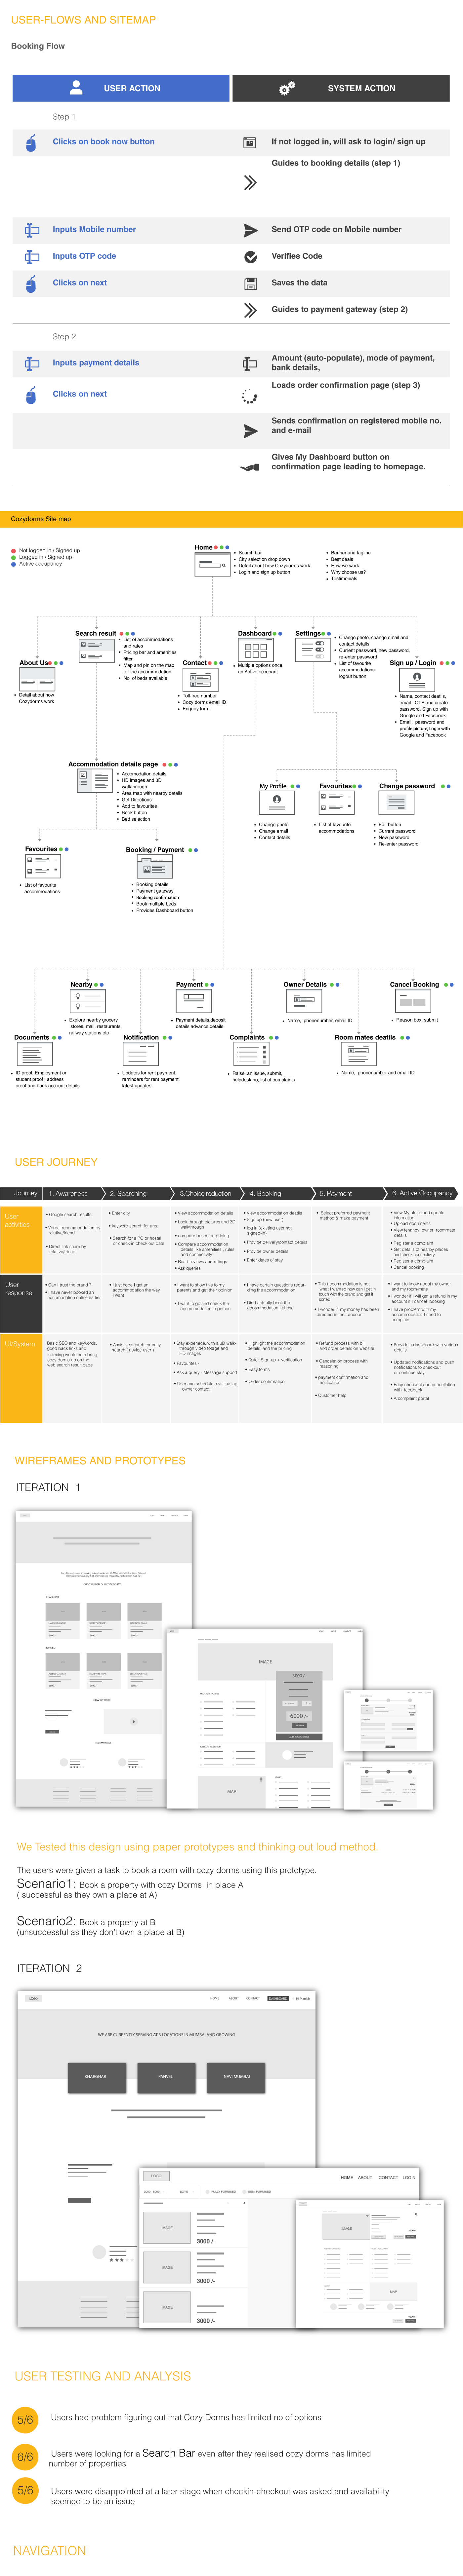 USER-FLOWS AND SITEMAP
Booking Flow
USER ACTION
SYSTEM ACTION
Step 1
Clicks on book now button
If not logged in, will ask to login/ sign up
Guides to booking details (step 1)
Inputs Mobile number
Send OTP code on Mobile number
Inputs OTP code
Verifies Code
Clicks on next
Saves the data
Guides to payment gateway (step 2)
Step 2
Inputs payment details
Amount (auto-populate), mode of payment,
bank details,
Clicks on next
Loads order confirmation page (step 3)
Sends confirmation on registered mobile no.
and e-mail
Gives My Dashboard button on
confirmation page leading to homepage.
Cozydorms Site map
Not logged in / Signed up
Logged in / Signed up
Active occupancy
Home
• Search bar
• City selection drop down
• Detail about how Cozydorms work
• Login and sign up button
• Banner and tagline
• Best deals
• How we work
• Why choose us?
• Testimonials
About Us
• Detail about how
Cozydorms work
Search result
• List of accommodations
and rates
• Pricing bar and amenities
filter
• Map and pin on the map
for the accommodation
• No. of beds available
Contact
• Toll-free number
• Cozy dorms email iD
• Enquiry form
Dashboard
• Multiple options once
an Active occupant
Settings
• Change photo, change email and
contact details
• Current password, new password,
re-enter password
• List of favourite
accommodations
logout button
Sign up / Login
• Name, contact deatils,
email , OTP and create
password, Sign up with
Google and Facebook
• Email, password and
profile picture, Login with
Google and Facebook
Accommodation details page
• Accomodation details
• HD images and 3D
walkthrough
• Area map with nearby details
• Get Directions
• Add to favourites
• Book button
• Bed selection
My Profile
• Change photo
• Change email
• Contact details
Favourites
• List of favourite
accommodations
Change password
• Edit button
• Current password
• New password
• Re-enter password
Favourites
• List of favourite
accommodations
Booking / Payment
• Booking details
• Payment gateway
• Booking confirmation
• Book multiple beds
• Provides Dashboard button
Nearby
• Explore nearby grocery
stores, mall, restaurants,
railway stations etc
Payment
• Payment details,deposit
details,advance details
Owner Details
• Name, phonenumber, email ID
Cancel Booking
• Reason box, submit
Documents
• ID proof, Employment or
student proof , address
proof and bank account details
Notification
• Updates for rent payment,
reminders for rent payment,
latest updates
Complaints
• Raise an issue, submit,
helpdesk no, list of complaints
Room mates deatils
• Name, phonenumber and email ID
USER JOURNEY
Journey
1. Awareness
2. Searching
3.Choice reduction
4. Booking
5. Payment
6. Active Occupancy
User
activities
• Google search results
• Verbal recommendation by
relative/friend
• Direct link share by
relative/friend
• Enter city
• keyword search for area
• Search for a PG or hostel
or check in check out date
• View accommodation details
• Look through pictures and 3D
walkthrough
• compare based on pricing
• Compare accommodation
details like amenities , rules
and connectivity
• Read reviews and ratings
• Ask queries
• View accommodation deatils
• Sign up (new user)
• log in (existing user not
signed-in)
• Provide delivery/contact details
• Provide owner details
• Enter dates of stay
• Select preferred payment
method & make payment
• View My ptofile and update
information
• Upload documents
• View tenancy, owner, roommate
details
• Register a complaint
• Get details of nearby places
and check connectivity
• Register a complaint
• Cancel booking
User
response
• Can I trust the brand ?
• I have never booked an
accomodation online earlier
• I just hope I get an
accommodation the way
i want
• I want to show this to my
parents and get their opinion
• I want to go and check the
accommodation in person
• I have certain questions regar-
ding the accommodation
• Did I actually book the
accommodation I chose
• This accommodation is not
what I wanted how can I get in
touch with the brand and get it
sorted
• I wonder if my money has been
directed in their account
• I want to know about my owner
and my room-mate
• I wonder if I will get a refund in my
account if I cancel booking
• I have problem with my
accommodation I need to
complain
UI/System
Basic SEO and keywords,
good back links and
indexing would help bring
cozy dorms up on the
web search result page
• Assistive search for easy
search ( novice user )
• Stay experiece, with a 3D walk-
through video fotage and
HD images
• Favourites -
• Ask a query - Message support
• User can schedule a visit using
owner contact
• Highlight the accommodation
details and the pricing
• Quick Sign-up + verification
• Easy forms
• Order confirmation
• Refund process with bill
and order details on website
• Cancelation process with
reasoning
• payment confirmation and
notification
• Customer help
• Provide a dashboard with various
details
• Updated notifications and push
notifications to checkout
or continue stay
• Easy checkout and cancellation
with feedback
• A complaint portal
WIREFRAMES AND PROTOTYPES
ITERATION 1
IMAGE
5000 /-
6000 /-
MAP
We Tested this design using paper prototypes and thinking out loud method.
The users were given a task to book a room with cozy dorms using this prototype.
Scenario1: Book a property with cozy Dorms in place A
( successful as they own a place at A)
Scenario2: Book a property at B
(unsuccessful as they don't own a place at B)
ITERATION 2
LOGO
HOME ABOUT CONTACT
WE ARE CURRENTLY SERVING AT 3 LOCATIONS IN MUMBAI AND GROWING.
KHARGHAR
PANVEL
NAVI MUMBAI
LOGO
HOME ABOUT CONTACT LOGIN
BOYS
FULLY FURNISHED
SEMI FURNISHED
IMAGE
3000 /-
IMAGE
3000 /-
IMAGE
3000 /-
IMAGE
MAP
USER TESTING AND ANALYSIS
5/6
Users had problem figuring out that Cozy Dorms has limited no of options
6/6
Users were looking for a Search Bar even after they realised cozy dorms has limited
number of properties
5/6
Users were disappointed at a later stage when checkin-checkout was asked and availability
seemed to be an issue
NAVIGATION